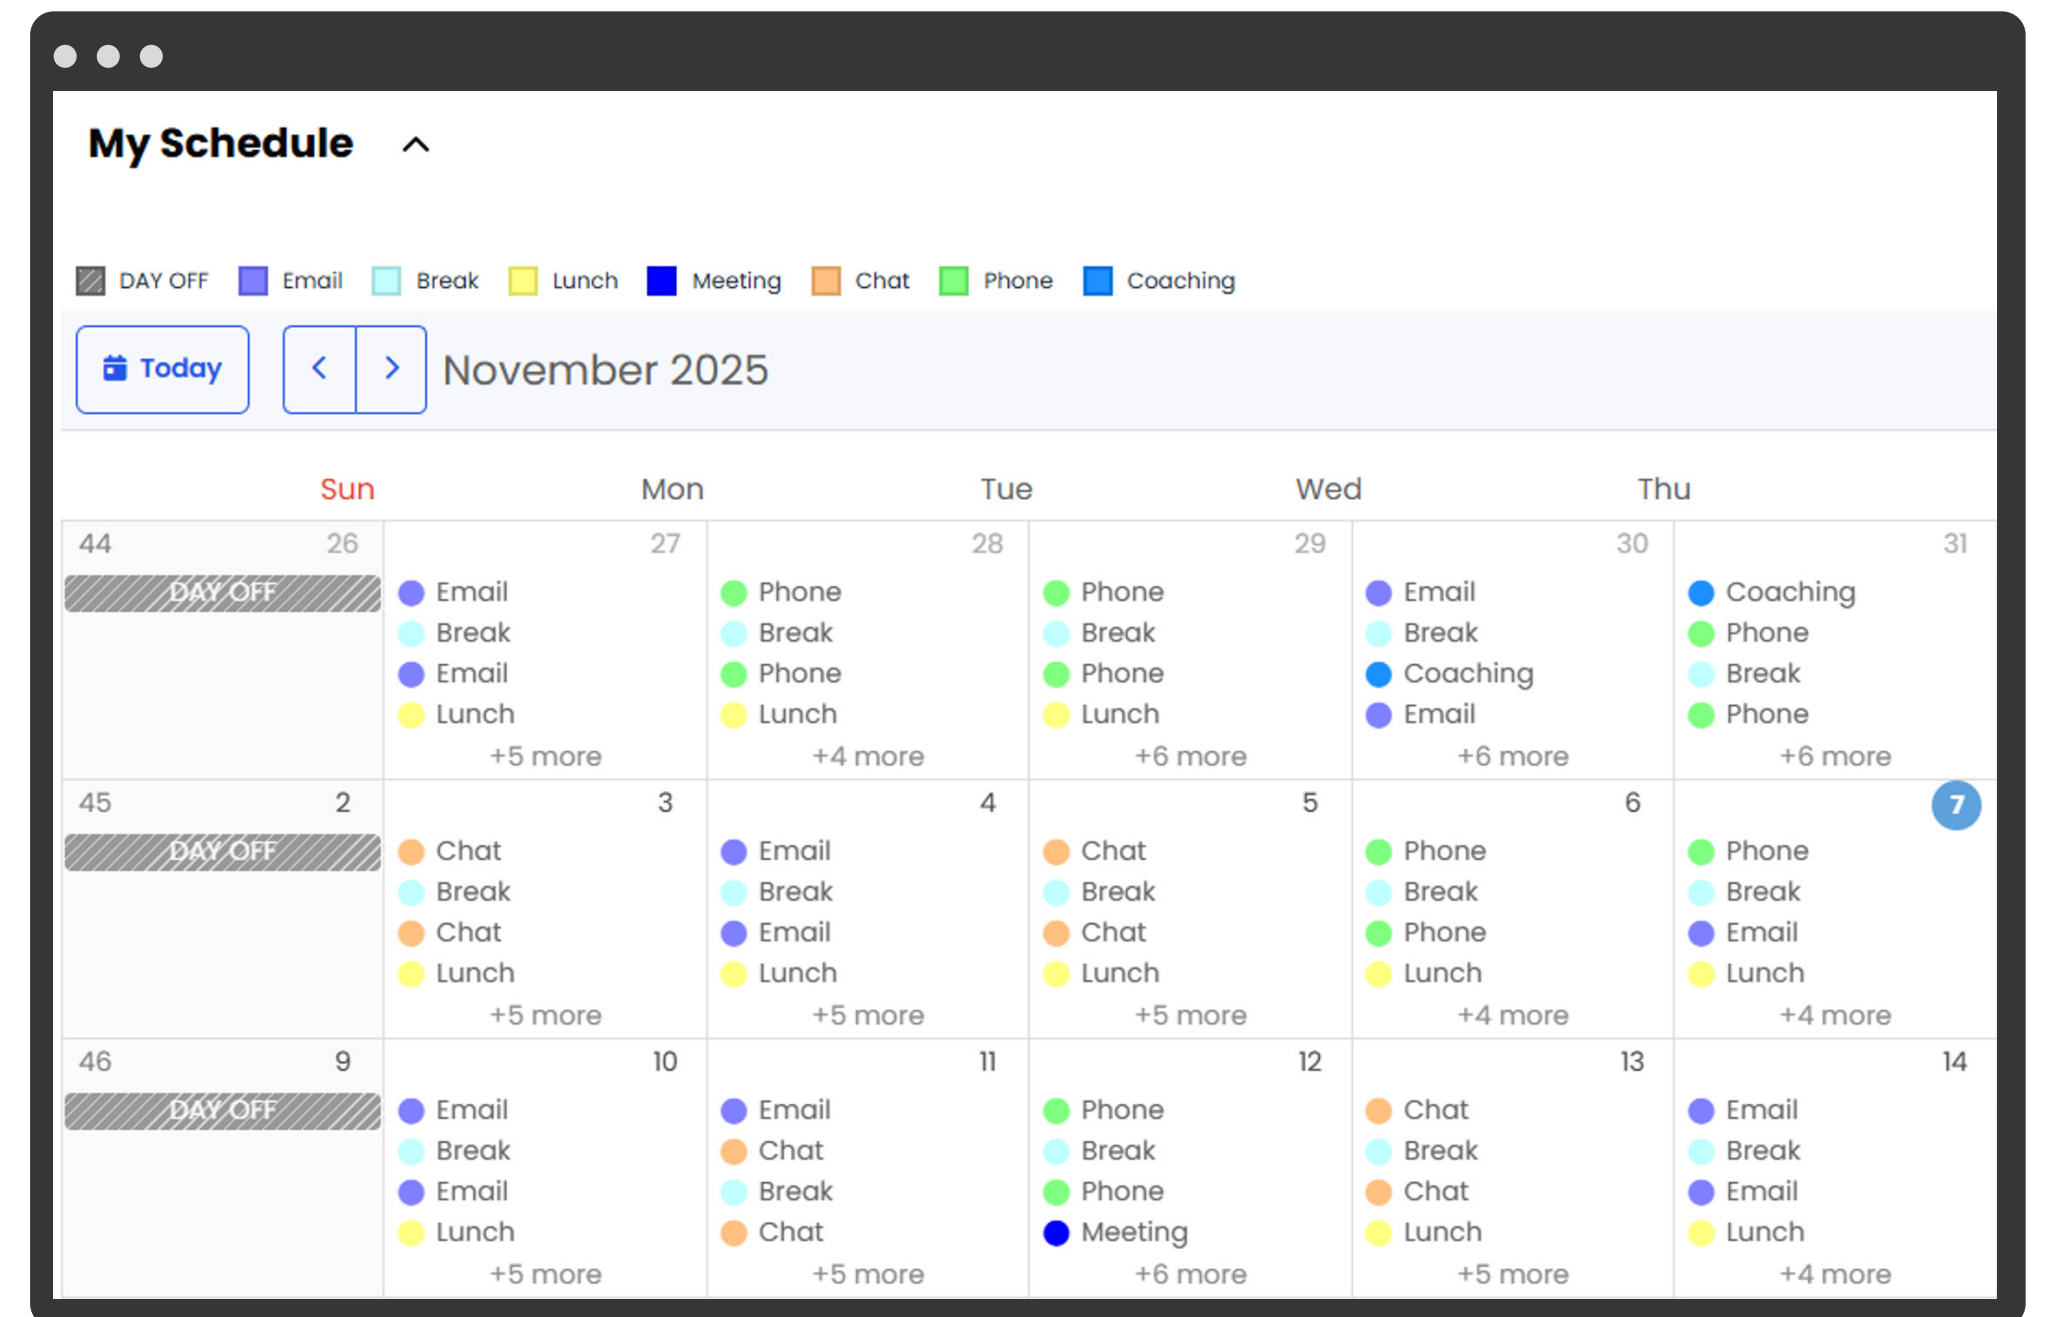 My Schedule
DAY OFF Email Break Lunch Meeting Chat Phone Coaching
Today November 2025
Sun Mon Tue Wed Thu
44 26 27 28 29 30 31
DAY OFF Email Phone Phone Email Coaching
Break Break Break Break Phone
Email Phone Phone Coaching Break
Lunch Lunch Lunch Email Phone
+5 more +4 more +6 more +6 more +6 more
45 2 3 4 5 6 7
DAY OFF Chat Email Chat Phone Phone
Break Break Break Break Break
Chat Email Chat Phone Email
Lunch Lunch Lunch Lunch Lunch
+5 more +5 more +5 more +4 more +4 more
46 9 10 11 12 13 14
DAY OFF Email Email Phone Chat Email
Break Chat Break Break Break
Email Break Phone Chat Email
Lunch Chat Meeting Lunch Lunch
+5 more +5 more +6 more +5 more +4 more